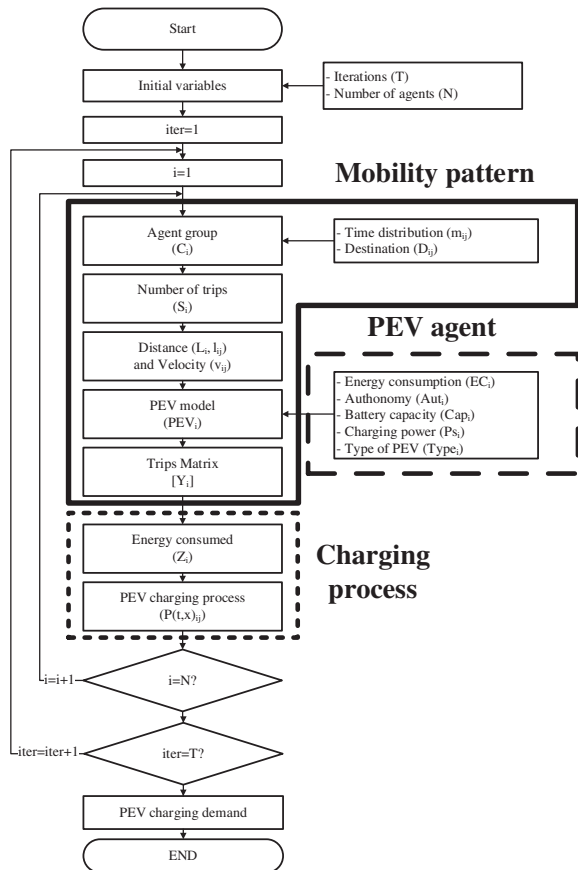 Start
Initial variables
- Iterations (T)
- Number of agents (N)
iter=1
i=1
Mobility pattern
Agent group
(Cᵢ)
- Time distribution (mᵢⱼ)
- Destination (Dᵢⱼ)
Number of trips
(Sᵢ)
Distance (Lᵢ, lᵢⱼ)
and Velocity (vᵢⱼ)
PEV agent
PEV model
(PEVᵢ)
- Energy consumption (ECᵢ)
- Authonomy (Autᵢ)
- Battery capacity (Capᵢ)
- Charging power (Psᵢ)
- Type of PEV (Typeᵢ)
Trips Matrix
[Yᵢ]
Energy consumed
(Zᵢ)
Charging
process
PEV charging process
(P(t,x)ᵢⱼ)
i=i+1
i=N?
iter=iter+1
iter=T?
PEV charging demand
END